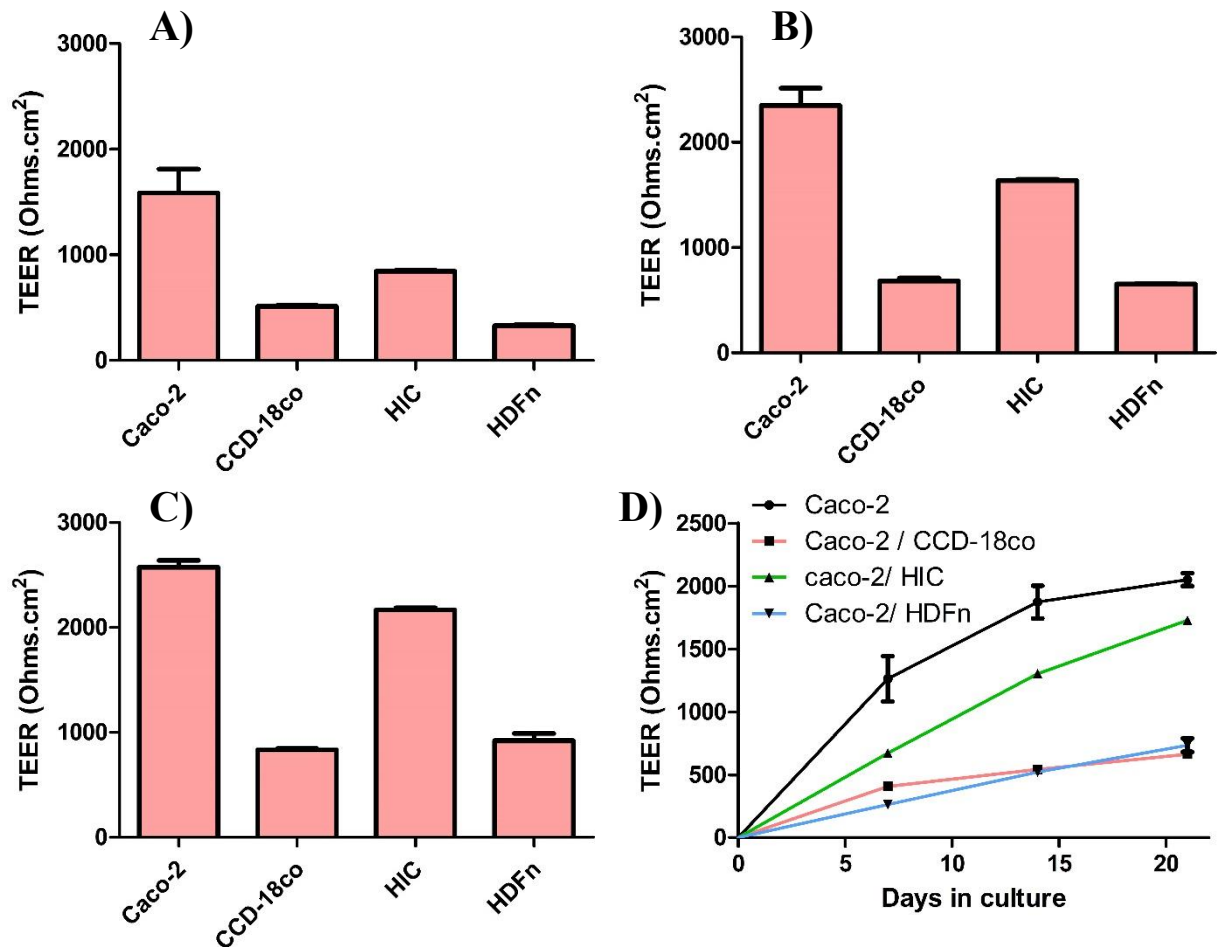 A)
3000
2000
1000
0
TEER (Ohms.cm²)
Caco-2
CCD-18co
HIC
HDFn
B)
3000
2000
1000
0
TEER (Ohms.cm²)
Caco-2
CCD-18co
HIC
HDFn
C)
3000
2000
1000
0
TEER (Ohms.cm²)
Caco-2
CCD-18co
HIC
HDFn
D)
Caco-2
Caco-2 / CCD-18co
caco-2/ HIC
Caco-2/ HDFn
2500
2000
1500
1000
500
0
TEER (Ohms.cm²)
0 5 10 15 20
Days in culture